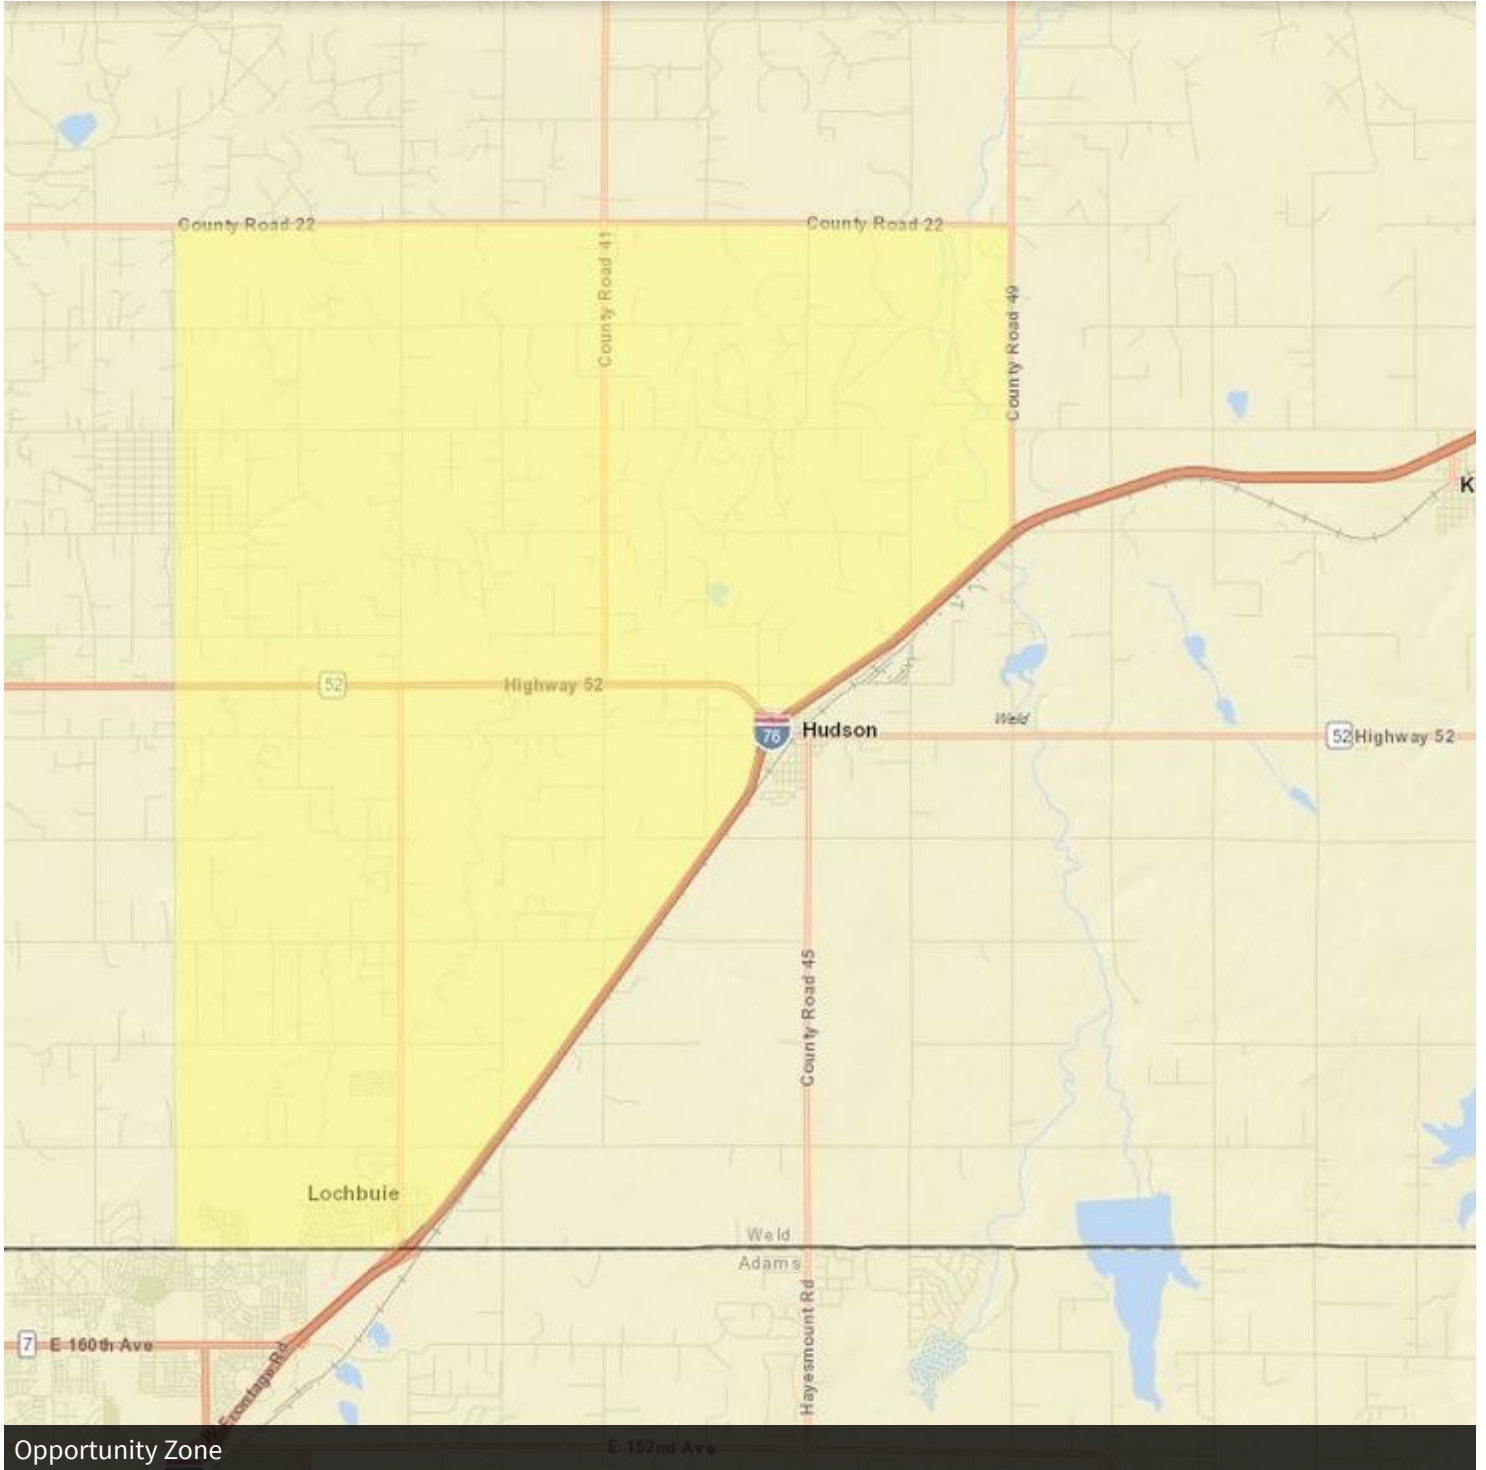 County Road 22
County Road 22
County Road 41
County Road 49
K
52
Highway 52
76
Hudson
Weld
52
Highway 52
County Road 45
Lochbuie
Weld
Adams
Hayesmount Rd
7
E 160th Ave
W Frontage Rd
E 152nd Ave
Opportunity Zone